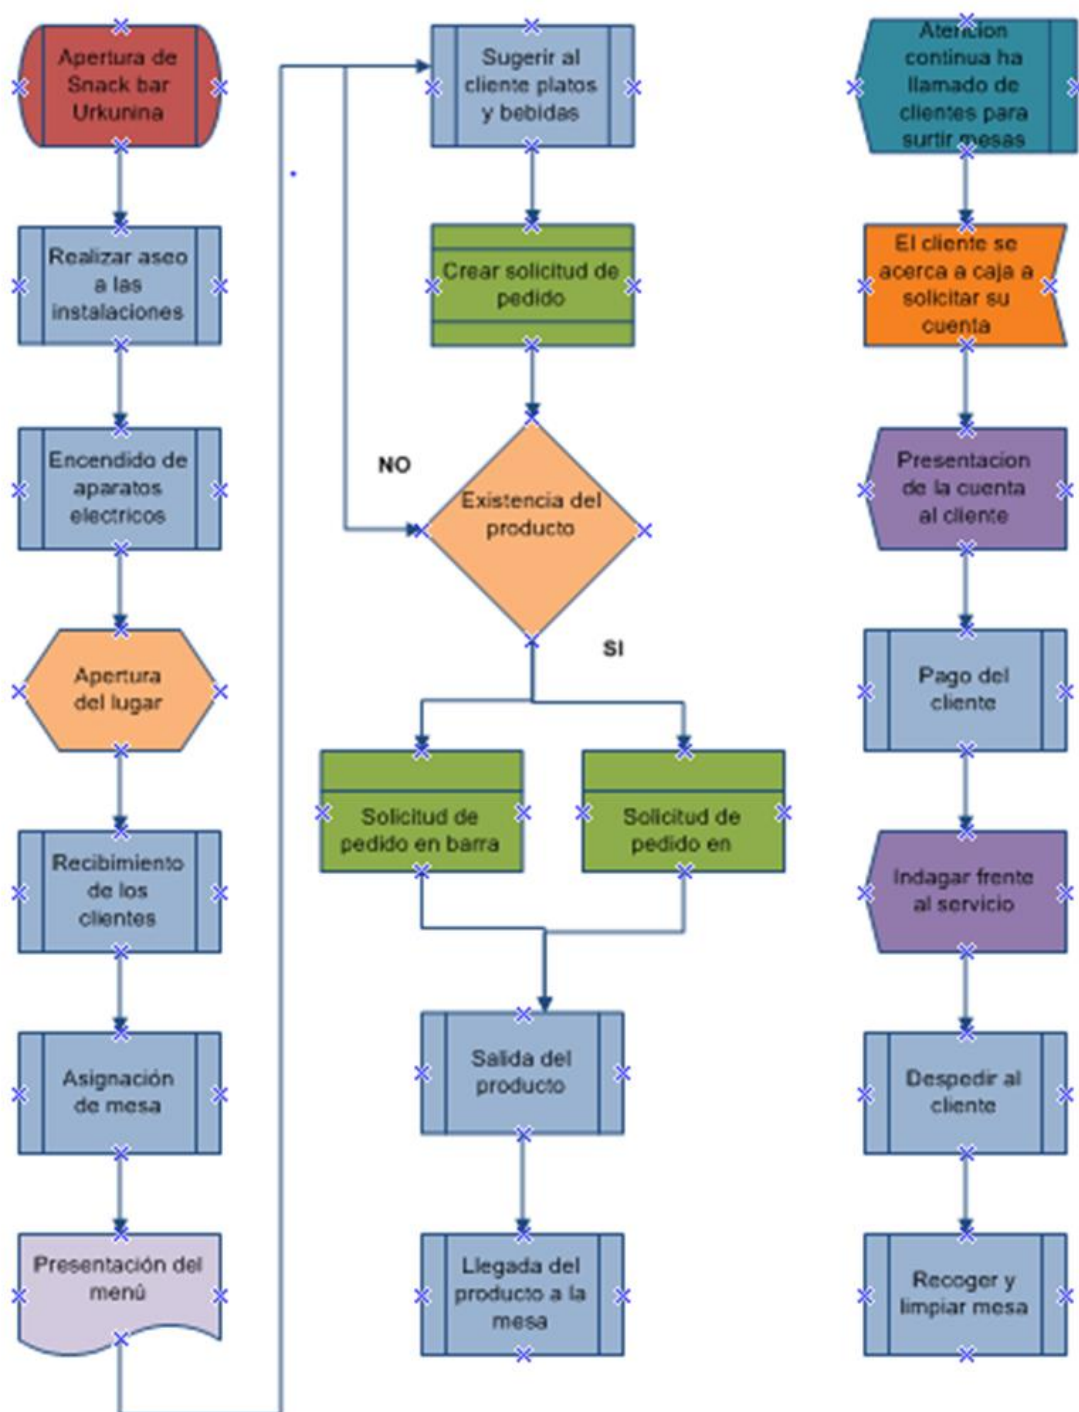 Apertura de
Snack bar
Urkunina
Realizar aseo
a las
instalaciones
Encendido de
aparatos
electricos
Apertura
del lugar
Recibimiento
de los
clientes
Asignación
de mesa
Presentación del
menû
Sugerir al
cliente platos
y bebidas
Crear solicitud de
pedido
NO
Existencia del
producto
SI
Solicitud de
pedido en barra
Solicitud de
pedido en
Salida del
producto
Llegada del
producto a la
mesa
Atencion
continua ha
llamado de
clientes para
surtir mesas
El cliente se
acerca a caja a
solicitar su
cuenta
Presentacion
de la cuenta
al cliente
Pago del
cliente
Indagar frente
al servicio
Despedir al
cliente
Recoger y
limpiar mesa